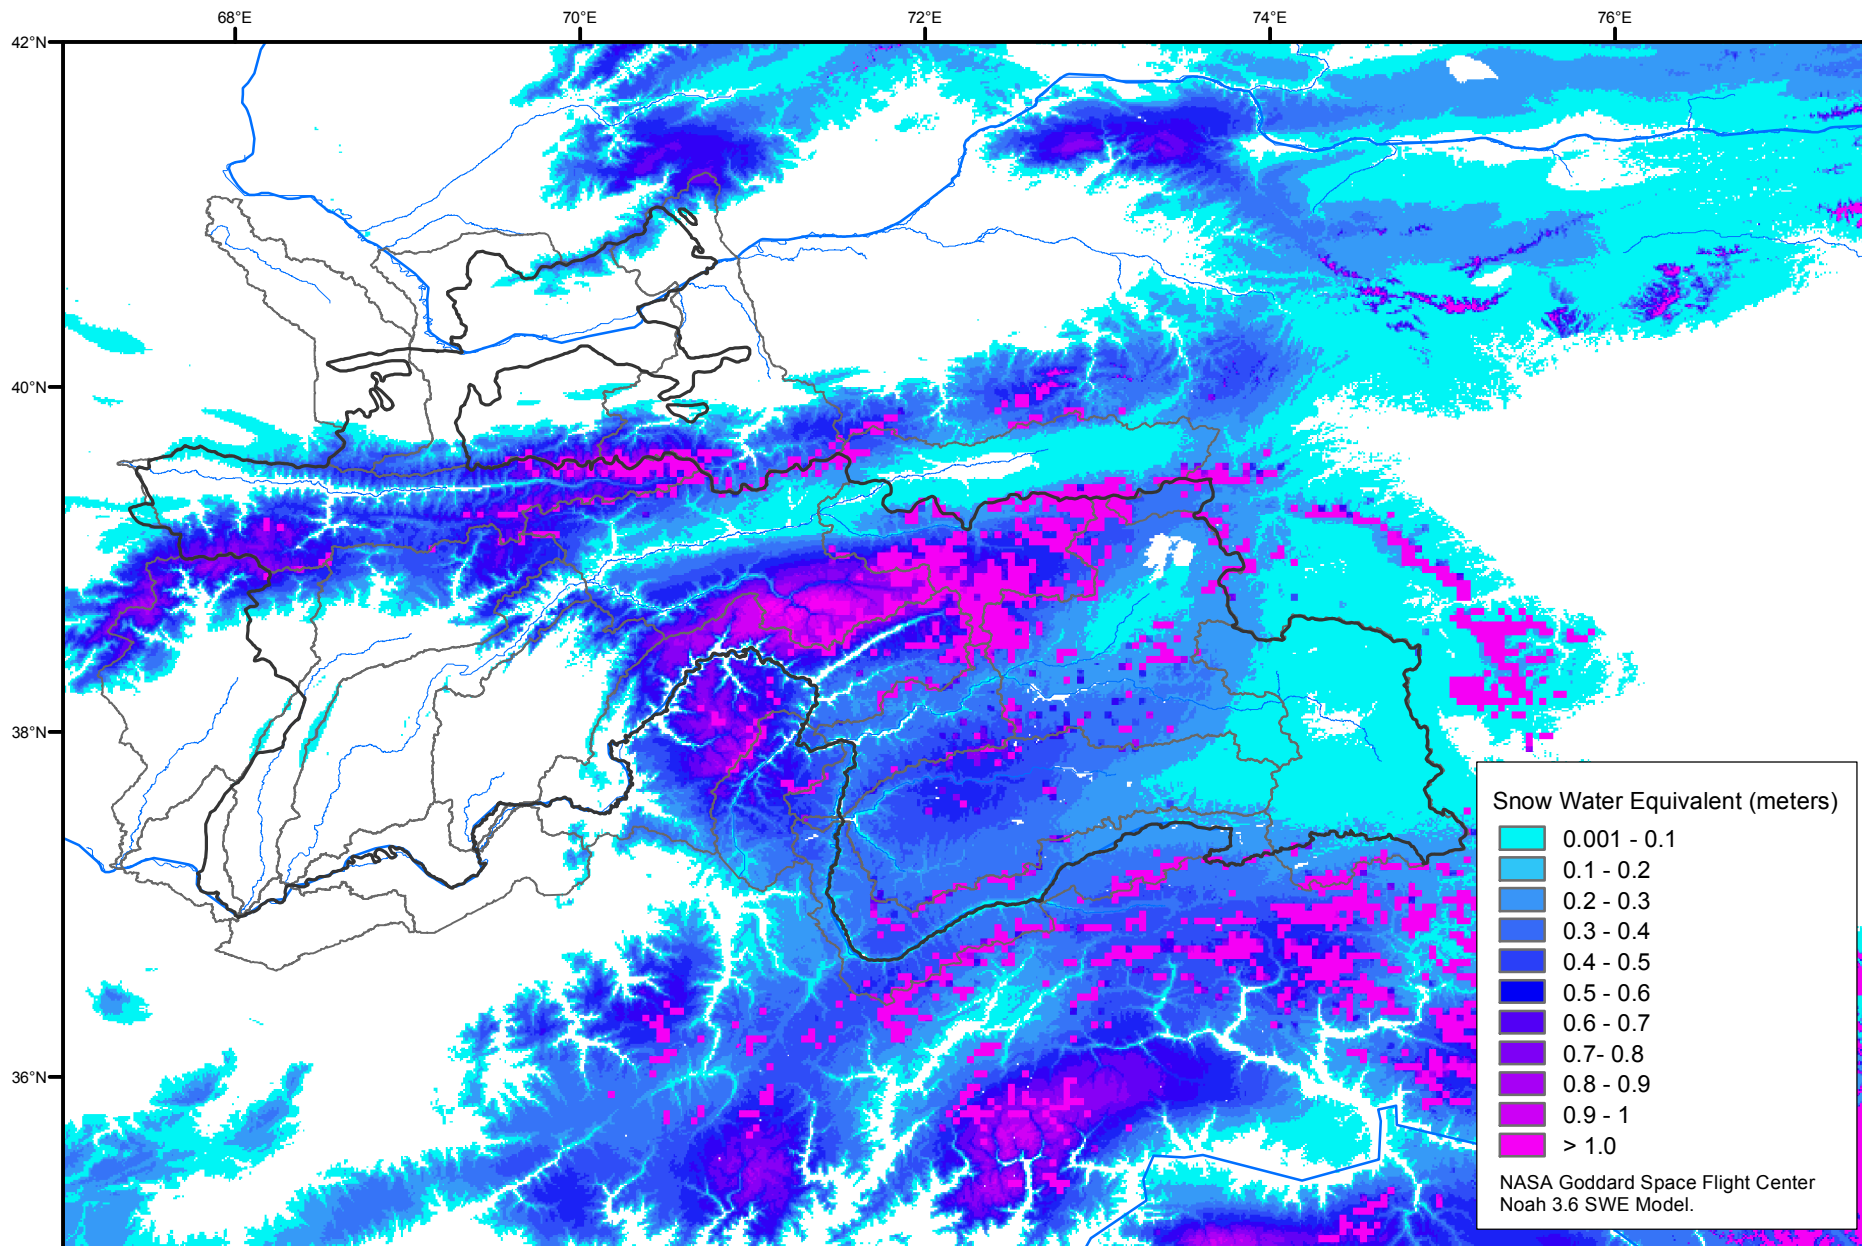 68°E 70°E 72°E 74°E 76°E
42°N
40°N
38°N
36°N
Snow Water Equivalent (meters)
0.001 - 0.1
0.1 - 0.2
0.2 - 0.3
0.3 - 0.4
0.4 - 0.5
0.5 - 0.6
0.6 - 0.7
0.7- 0.8
0.8 - 0.9
0.9 - 1
> 1.0
NASA Goddard Space Flight Center
Noah 3.6 SWE Model.